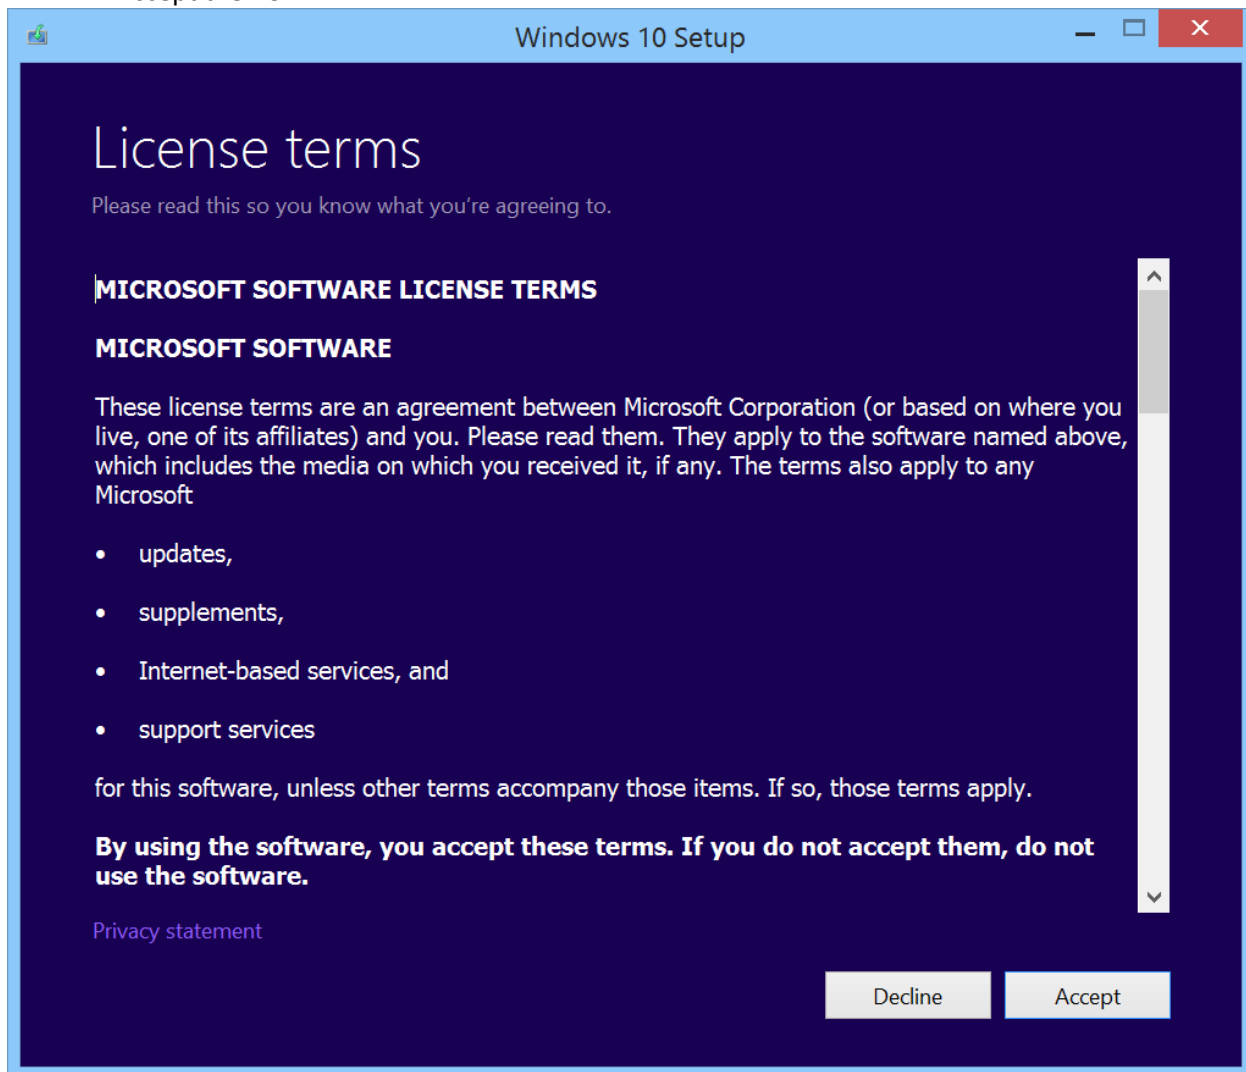 Windows 10 Setup
License terms
Please read this so you know what you're agreeing to.
MICROSOFT SOFTWARE LICENSE TERMS
MICROSOFT SOFTWARE
These license terms are an agreement between Microsoft Corporation (or based on where you
live, one of its affiliates) and you. Please read them. They apply to the software named above,
which includes the media on which you received it, if any. The terms also apply to any
Microsoft
• updates,
• supplements,
• Internet-based services, and
• support services
for this software, unless other terms accompany those items. If so, those terms apply.
By using the software, you accept these terms. If you do not accept them, do not
use the software.
Privacy statement
Decline Accept